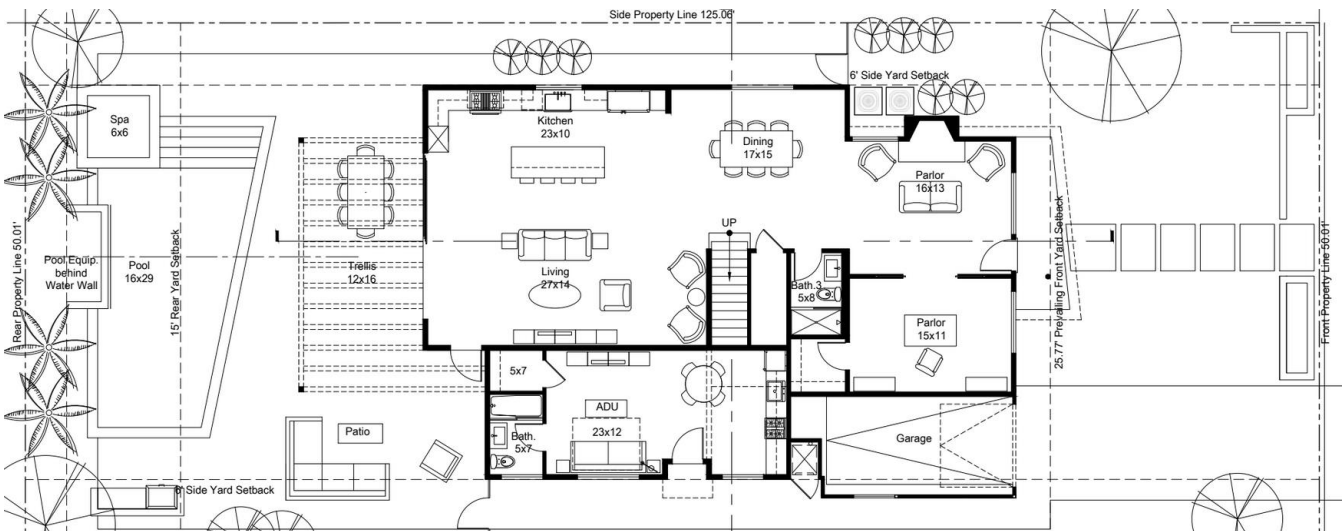 Side Property Line 125.06'
6' Side Yard Setback
Spa
6x6
Kitchen
23x10
Dining
17x15
Parlor
16x13
UP
Rear Property Line 50.01'
Pool Equip.
behind
Water Wall
Pool
16x29
15' Rear Yard Setback
Trellis
12x16
Living
27x14
Bath.3
5x8
Parlor
15x11
25.77' Prevailing Front Yard Setback
Front Property Line 50.01'
5x7
ADU
23x12
Bath.
5x7
Patio
Garage
6' Side Yard Setback